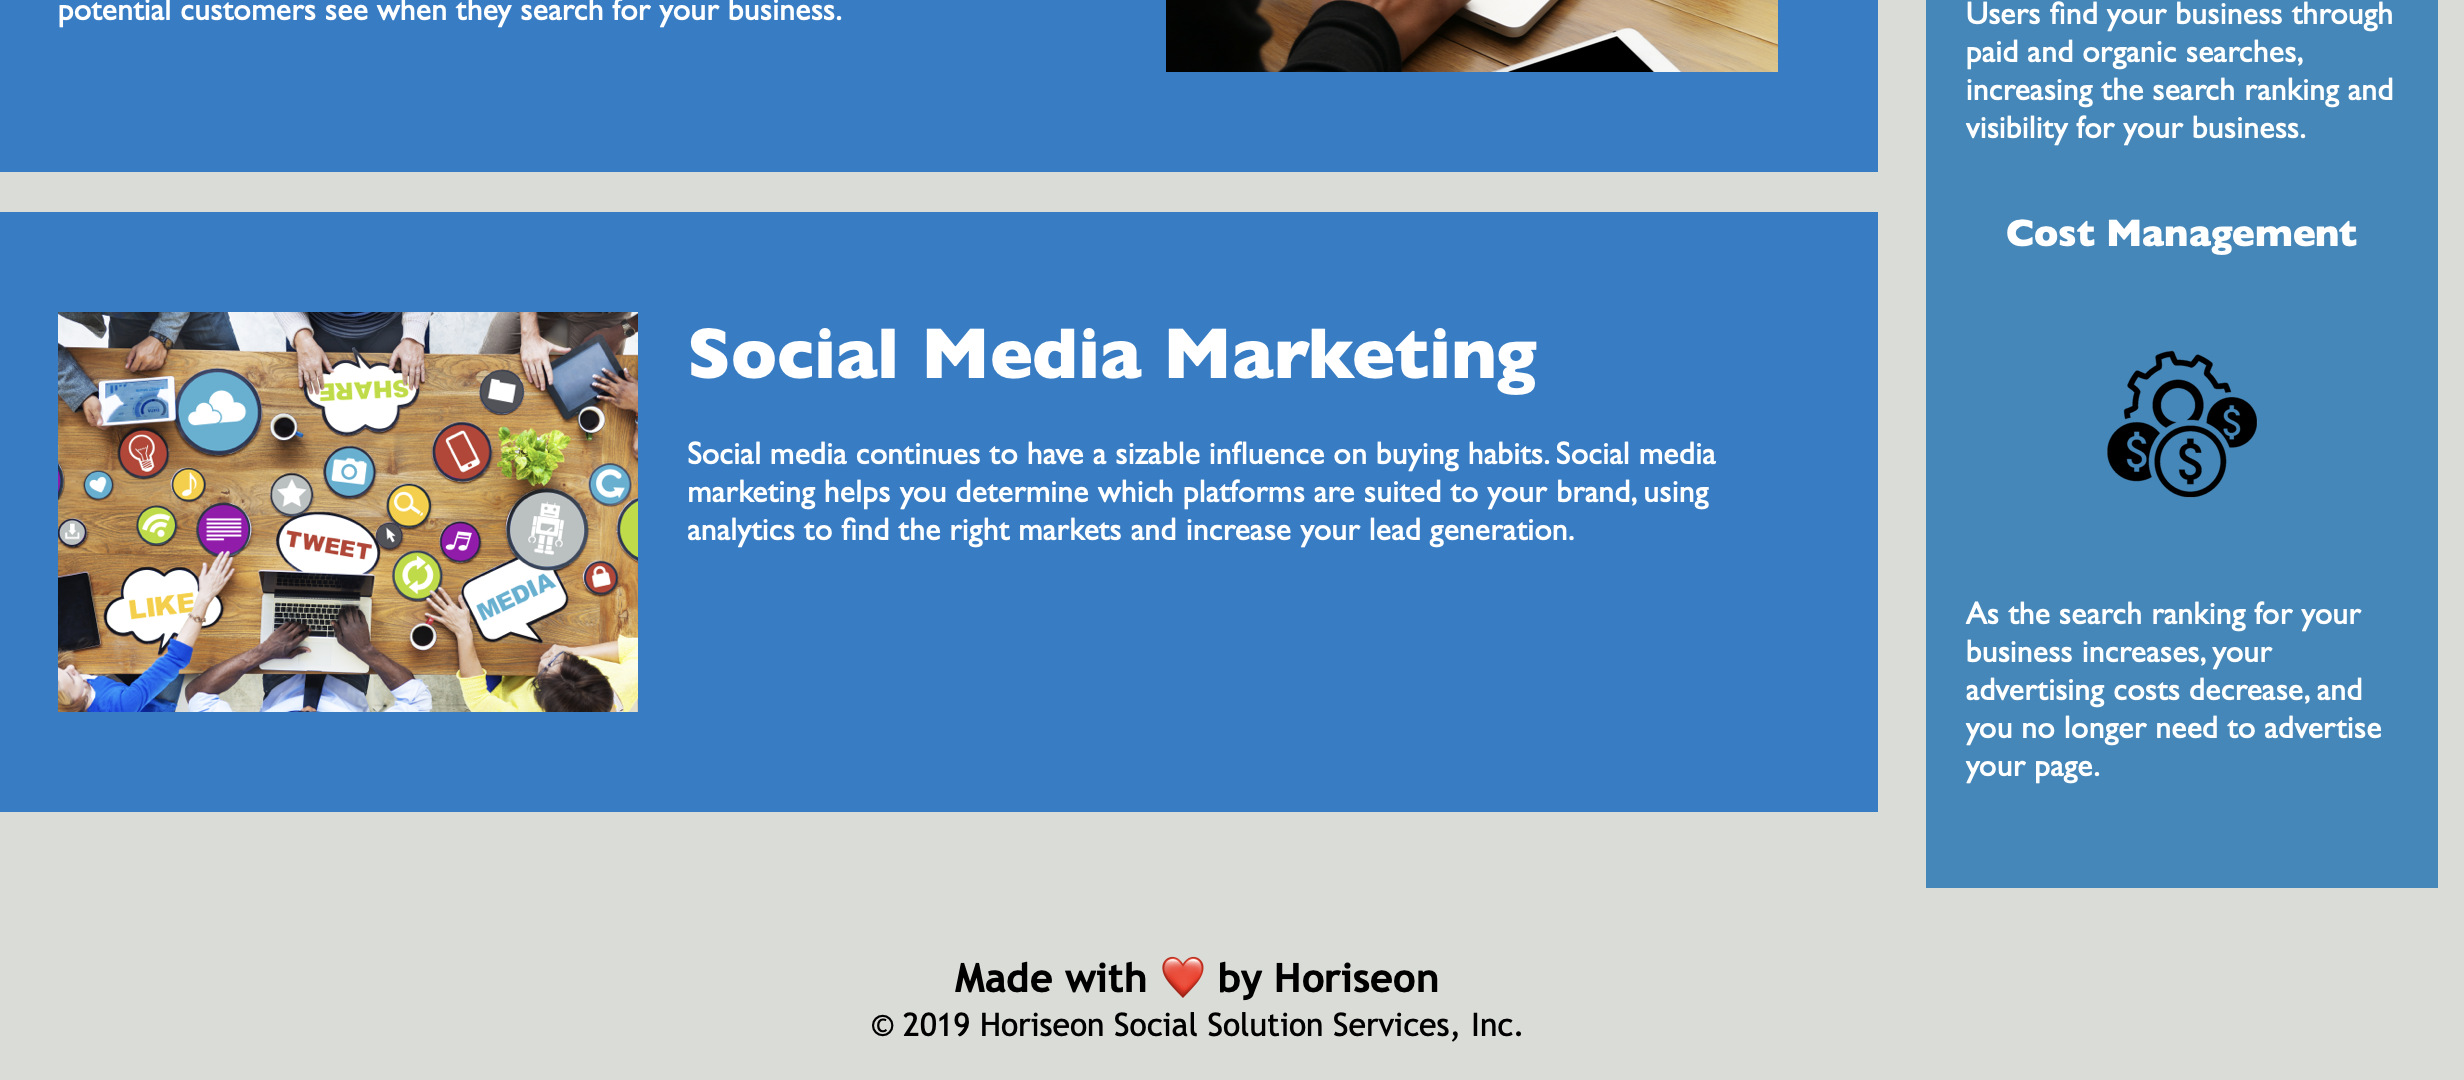 potential customers see when they search for your business.
Social Media Marketing
Social media continues to have a sizable influence on buying habits. Social media
marketing helps you determine which platforms are suited to your brand, using
analytics to find the right markets and increase your lead generation.
SHARE
TWEET
LIKE
MEDIA
Users find your business through
paid and organic searches,
increasing the search ranking and
visibility for your business.
Cost Management
$
$
$
As the search ranking for your
business increases, your
advertising costs decrease, and
you no longer need to advertise
your page.
Made with ❤️ by Horiseon
© 2019 Horiseon Social Solution Services, Inc.